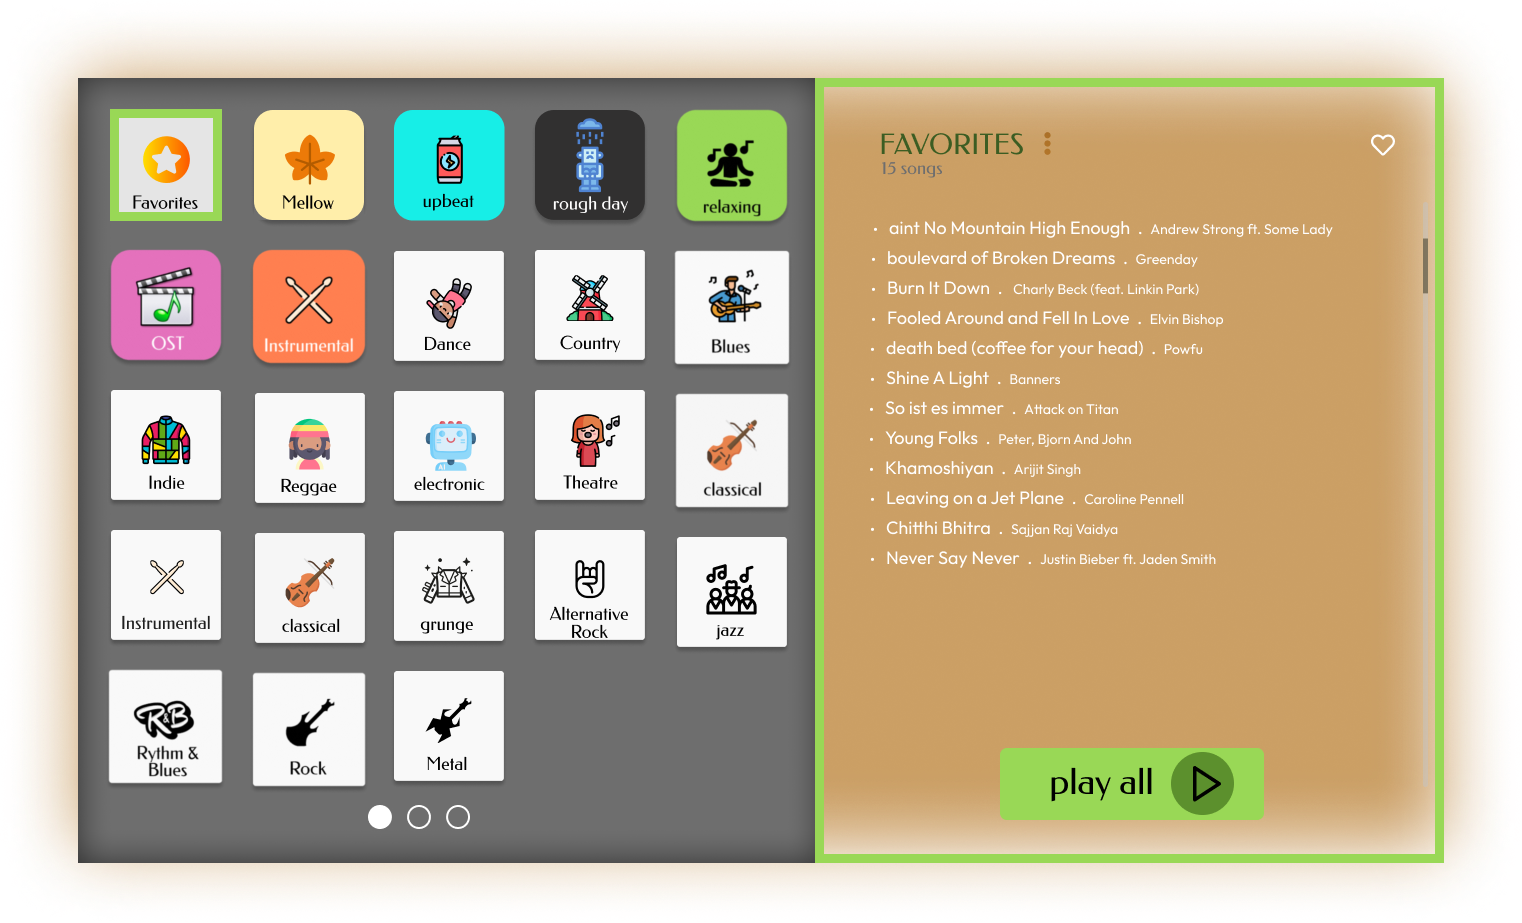 Favorites
Mellow
upbeat
rough day
relaxing
OST
Instrumental
Dance
Country
Blues
Indie
Reggae
AI
electronic
Theatre
classical
Instrumental
classical
grunge
Alternative
Rock
jazz
R&B
Rythm &
Blues
Rock
Metal
FAVORITES
15 songs
• aint No Mountain High Enough . Andrew Strong ft. Some Lady
• boulevard of Broken Dreams . Greenday
• Burn It Down . Charly Beck (feat. Linkin Park)
• Fooled Around and Fell In Love . Elvin Bishop
• death bed (coffee for your head) . Powfu
• Shine A Light . Banners
• So ist es immer . Attack on Titan
• Young Folks . Peter, Bjorn And John
• Khamoshiyan . Arijit Singh
• Leaving on a Jet Plane . Caroline Pennell
• Chitthi Bhitra . Sajjan Raj Vaidya
• Never Say Never . Justin Bieber ft. Jaden Smith
play all